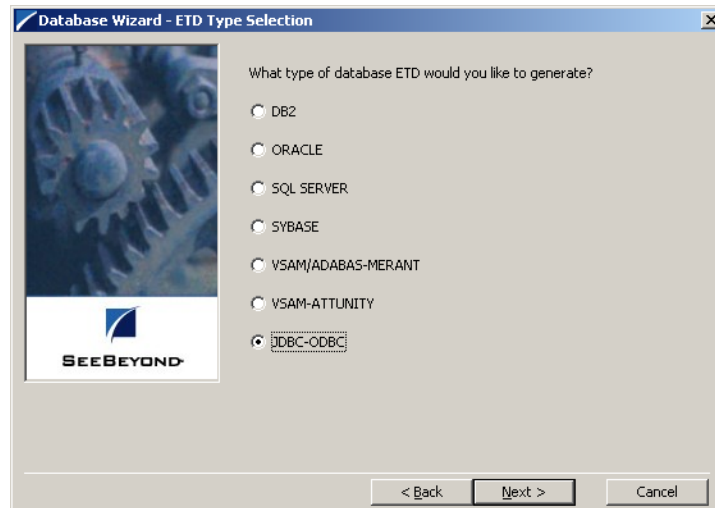 Database Wizard - ETD Type Selection
What type of database ETD would you like to generate?
DB2
ORACLE
SQL SERVER
SYBASE
VSAM/ADABAS-MERANT
VSAM-ATTUNITY
JDBC-ODBC
SEEBEYOND
< Back
Next >
Cancel